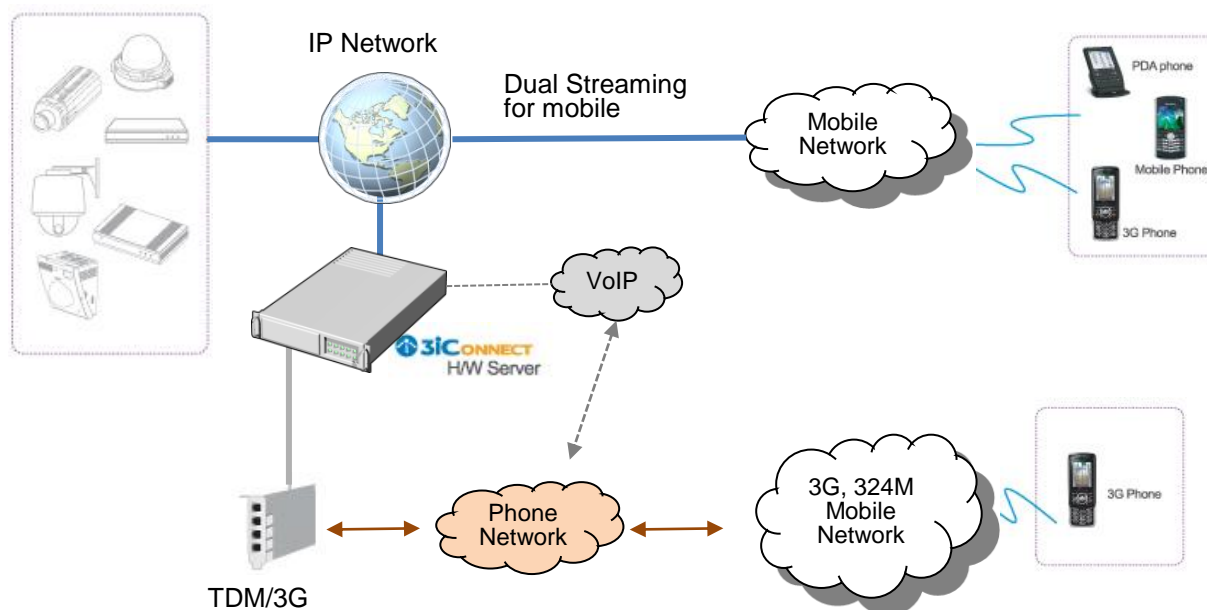 IP Network
Dual Streaming
for mobile
Mobile
Network
PDA phone
Mobile Phone
3G Phone
VoIP
3iCONNECT
H/W Server
Phone
Network
3G, 324M
Mobile
Network
3G Phone
TDM/3G